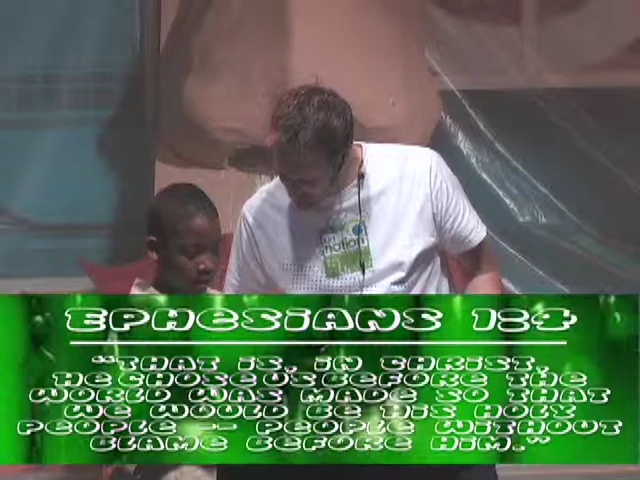 nation
Ephesians 1:4
"That is, in Christ,
He chose us before the
world was made so that
we would be His holy
people -- people without
blame before Him."